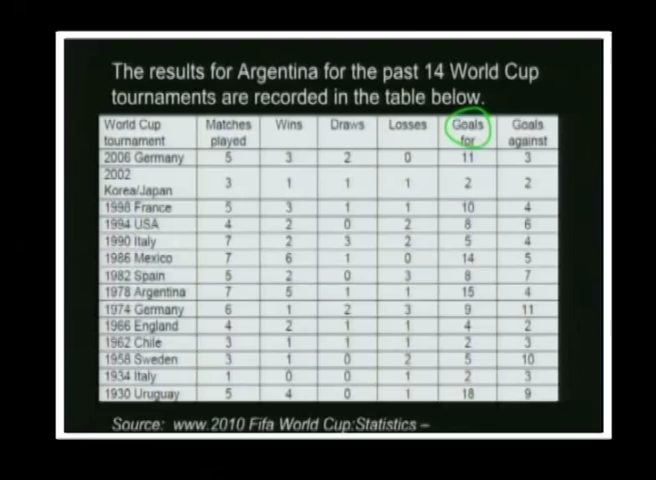 The results for Argentina for the past 14 World Cup
tournaments are recorded in the table below.
World Cup tournament Matches played Wins Draws Losses Goals for Goals against
2006 Germany 5 3 2 0 11 3
2002 Korea/Japan 3 1 1 1 2 2
1998 France 5 3 1 1 10 4
1994 USA 4 2 0 2 8 6
1990 Italy 7 2 3 2 5 4
1986 Mexico 7 6 1 0 14 5
1982 Spain 5 2 0 3 8 7
1978 Argentina 7 5 1 1 15 4
1974 Germany 6 1 2 3 9 11
1966 England 4 2 1 1 4 2
1962 Chile 3 1 1 1 2 3
1958 Sweden 3 1 0 2 5 10
1934 Italy 1 0 0 1 2 3
1930 Uruguay 5 4 0 1 18 9
Source: www.2010 Fifa World Cup:Statistics –